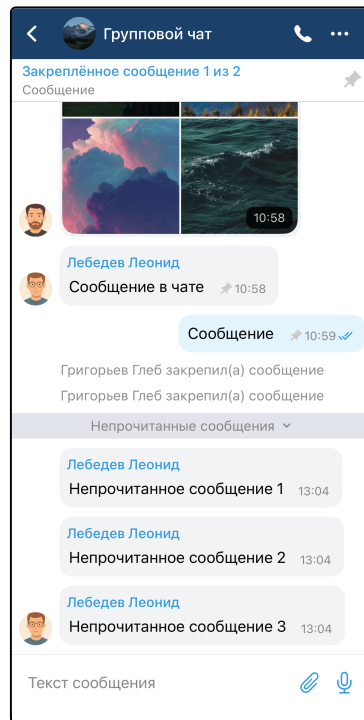 Групповой чат
Закреплённое сообщение 1 из 2
Сообщение
10:58
Лебедев Леонид
Сообщение в чате 10:58
Сообщение 10:59
Григорьев Глеб закрепил(а) сообщение
Григорьев Глеб закрепил(а) сообщение
Непрочитанные сообщения
Лебедев Леонид
Непрочитанное сообщение 1 13:04
Лебедев Леонид
Непрочитанное сообщение 2 13:04
Лебедев Леонид
Непрочитанное сообщение 3 13:04
Текст сообщения